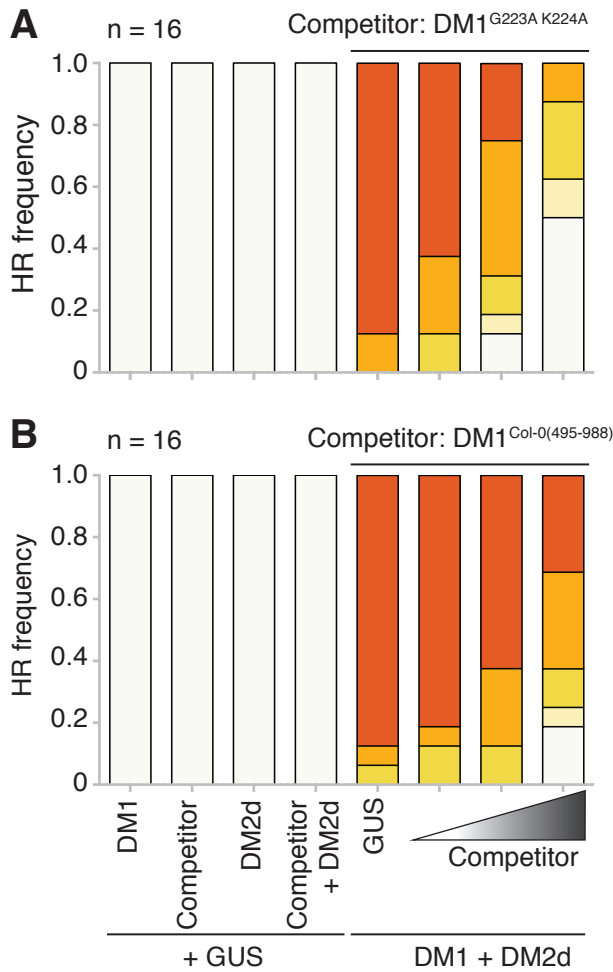 A
n = 16
Competitor: DM1G223A K224A
HR frequency
1.0
0.8
0.6
0.4
0.2
0
B
n = 16
Competitor: DM1Col-0(495-988)
HR frequency
1.0
0.8
0.6
0.4
0.2
0
DM1
Competitor
DM2d
Competitor
+ DM2d
GUS
Competitor
+ GUS
DM1 + DM2d